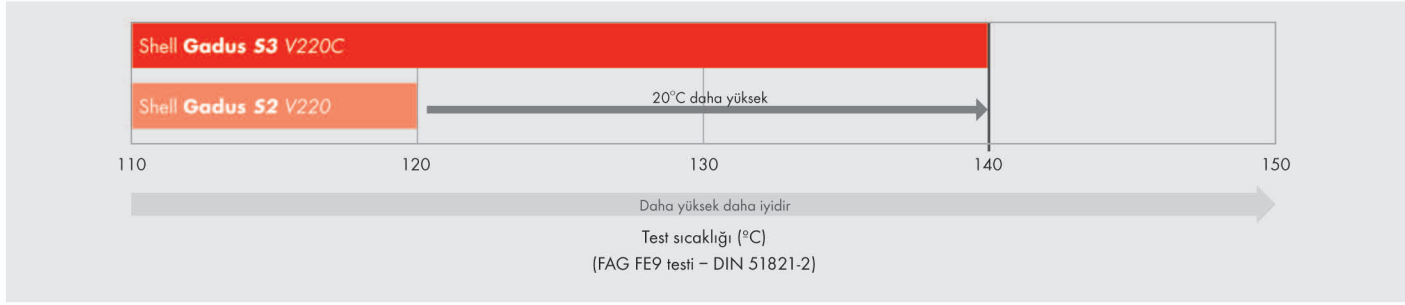 Shell Gadus S3 V220C
Shell Gadus S2 V220
20°C daha yüksek
110 120 130 140 150
Daha yüksek daha iyidir
Test sıcaklığı (ºC)
(FAG FE9 testi – DIN 51821-2)